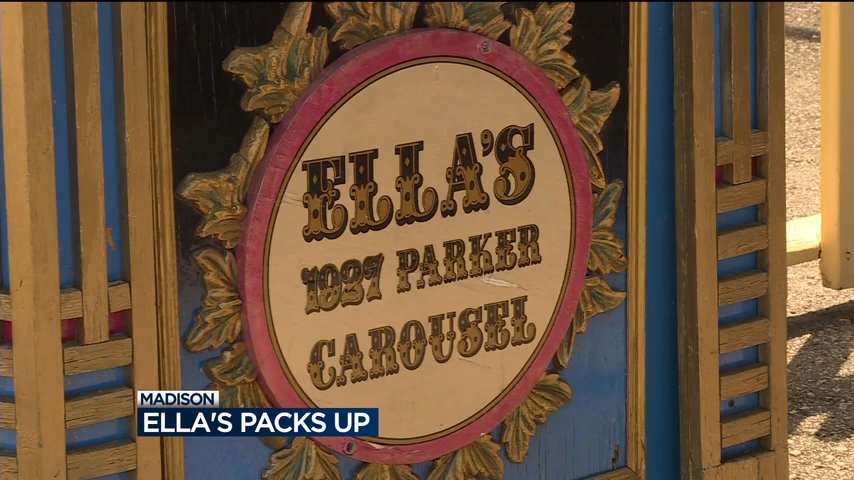 ELLA'S
1927 PARKER
CAROUSEL
MADISON
ELLA'S PACKS UP